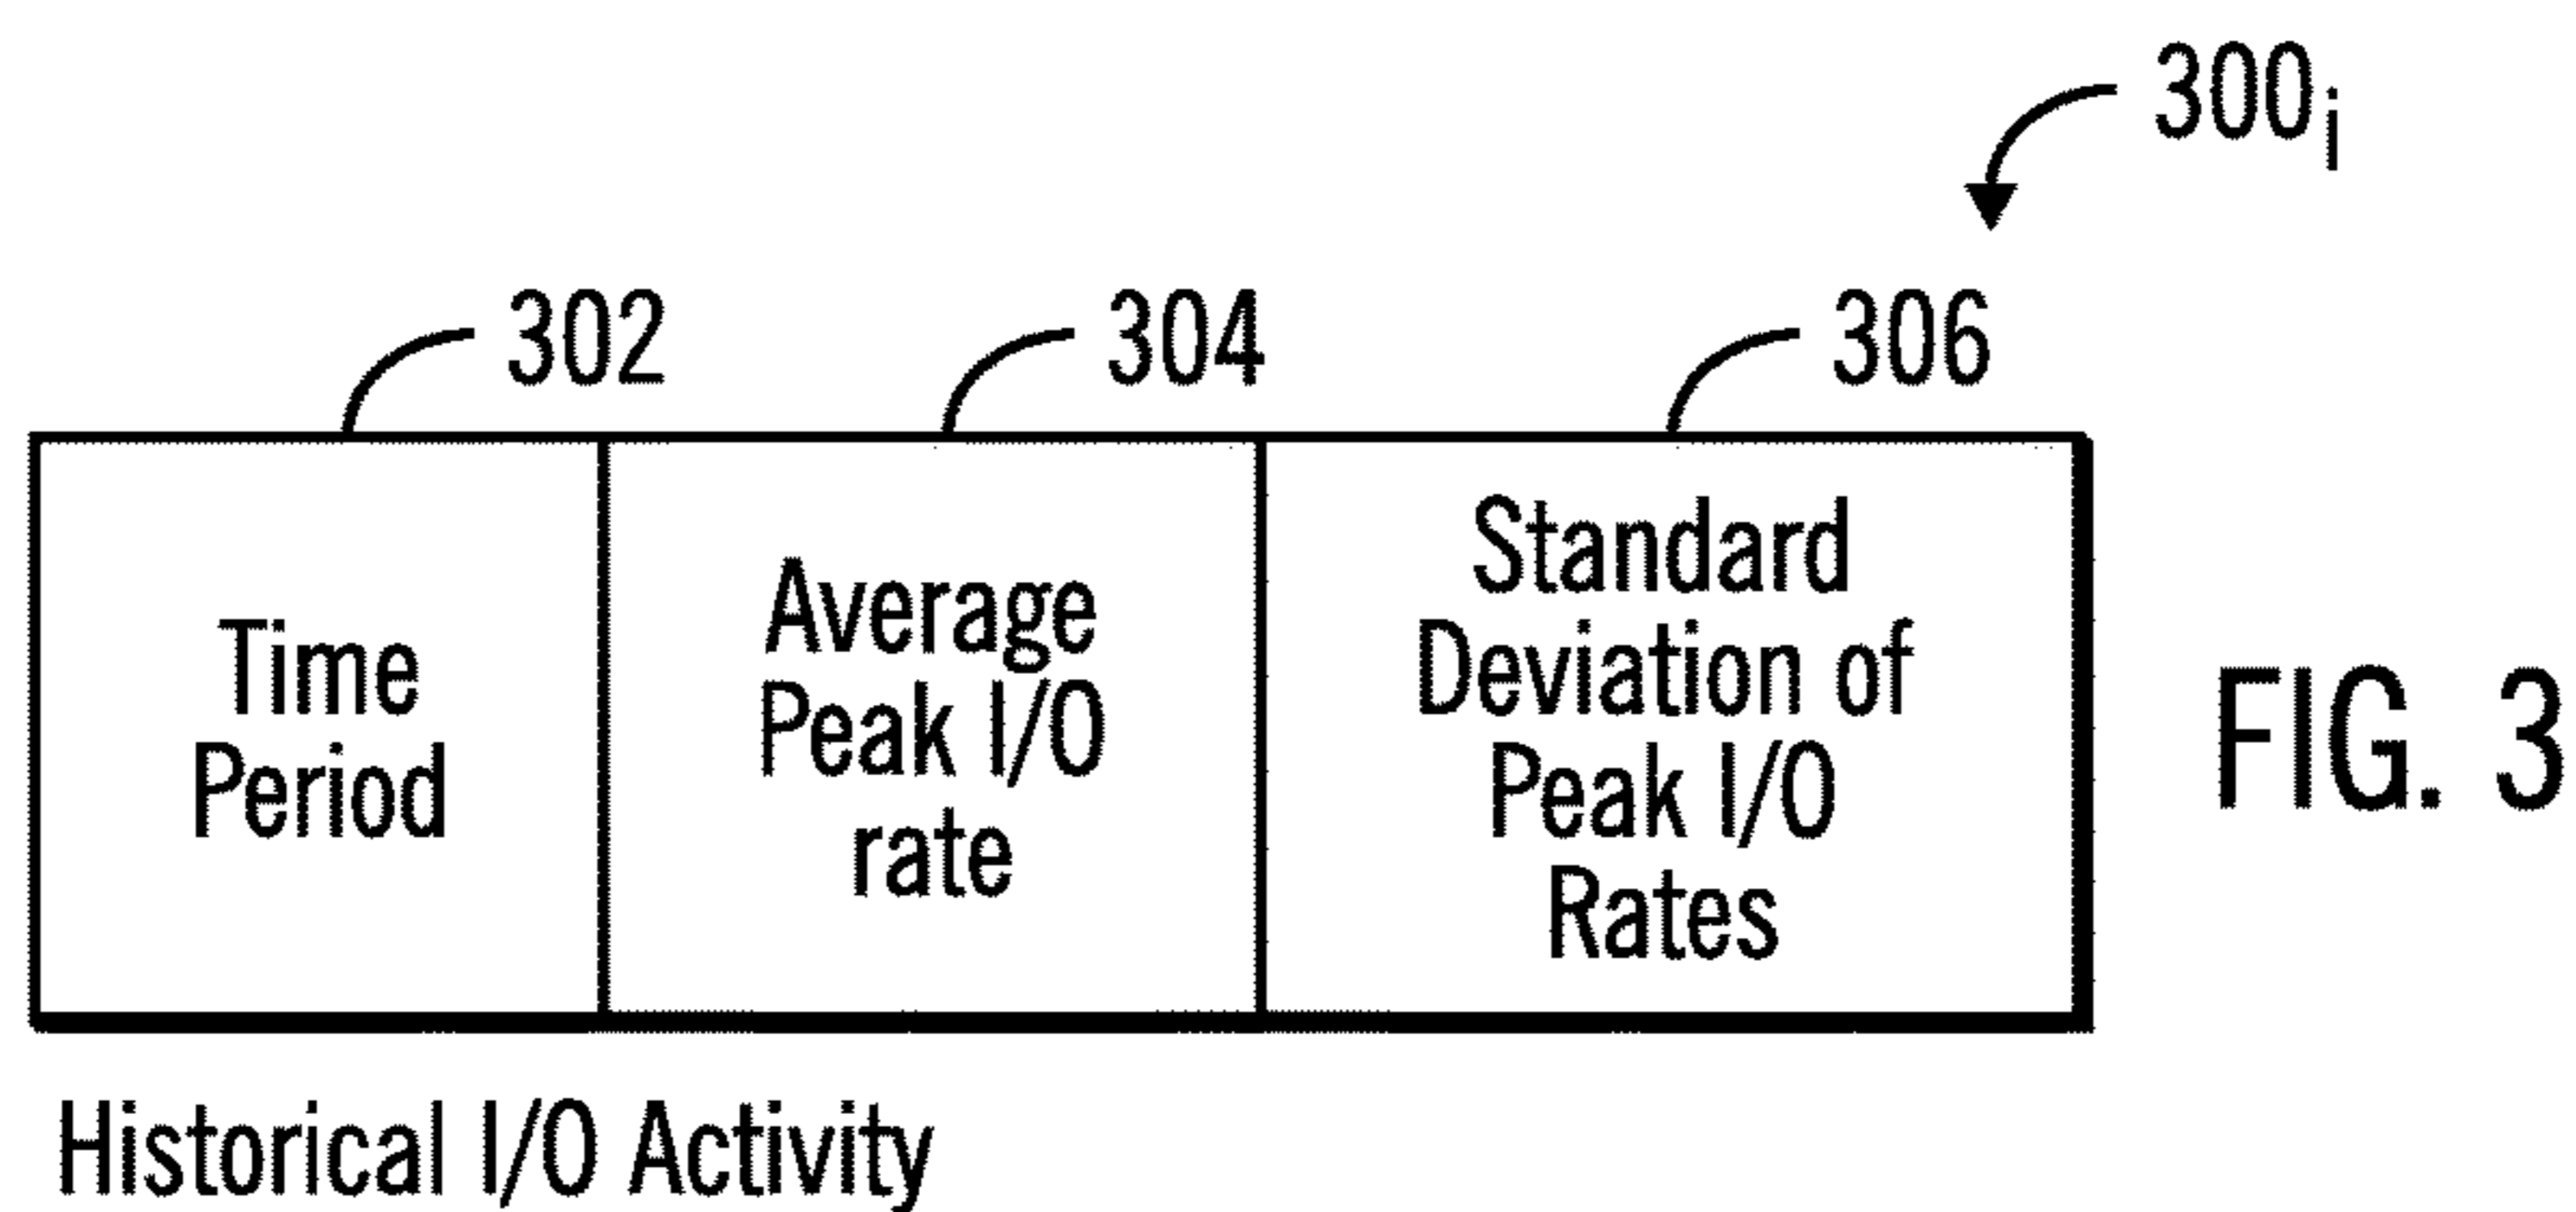 300i
302
304
306
Time
Period
Average
Peak I/O
rate
Standard
Deviation of
Peak I/O
Rates
FIG. 3
Historical I/O Activity